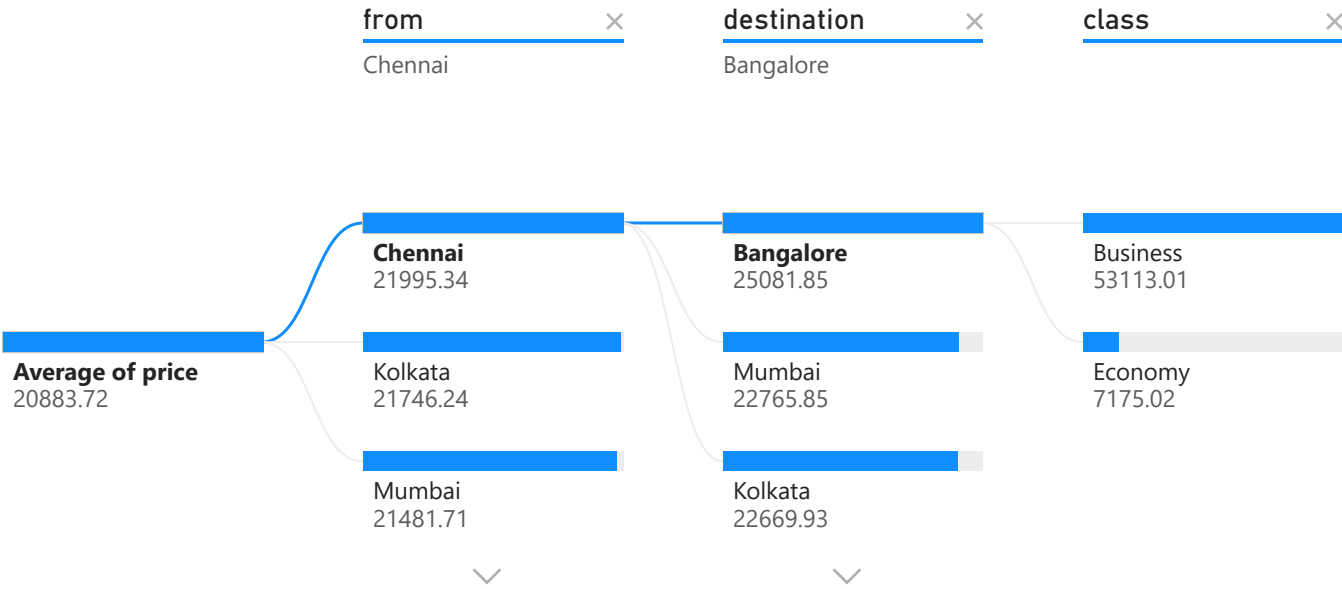 from
destination
class
Chennai
Bangalore
Chennai
21995.34
Bangalore
25081.85
Business
53113.01
Average of price
20883.72
Kolkata
21746.24
Mumbai
22765.85
Economy
7175.02
Mumbai
21481.71
Kolkata
22669.93